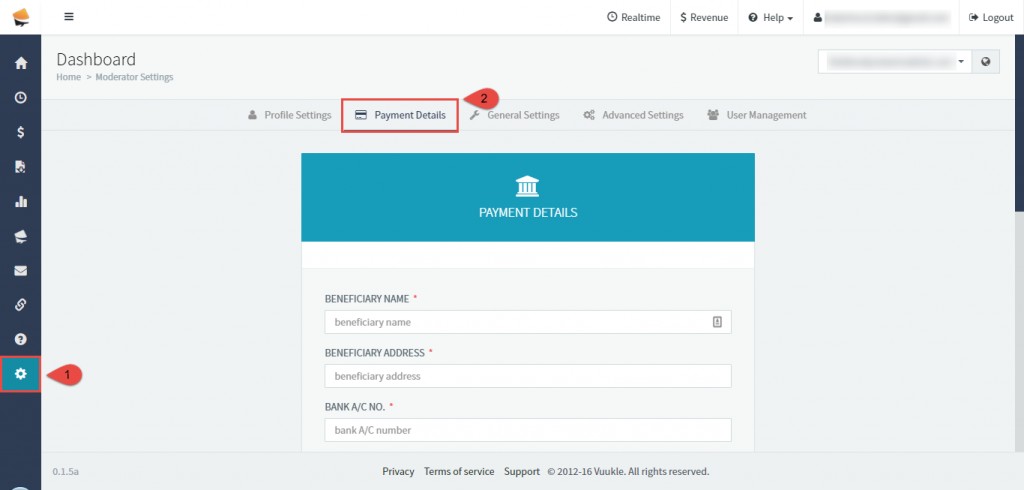 Realtime
$ Revenue
Help
Logout
Dashboard
Home > Moderator Settings
2
Profile Settings
Payment Details
General Settings
Advanced Settings
User Management
PAYMENT DETAILS
BENEFICIARY NAME *
beneficiary name
BENEFICIARY ADDRESS *
beneficiary address
1
BANK A/C NO. *
bank A/C number
0.1.5a
Privacy Terms of service Support © 2012-16 Vuukle. All rights reserved.